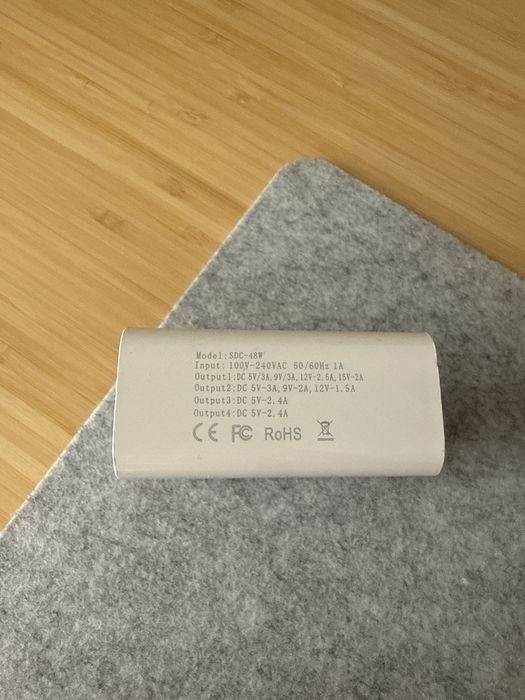 Model:SDC-48W
Input: 100V-240VAC 50/60Hz 1A
Output1:DC 5V/3A,9V/3A,12V-2.5A,15V-2A
Output2:DC 5V-3A,9V-2A,12V-1.5A
Output3:DC 5V-2.4A
Output4:DC 5V-2.4A
CE FC RoHS